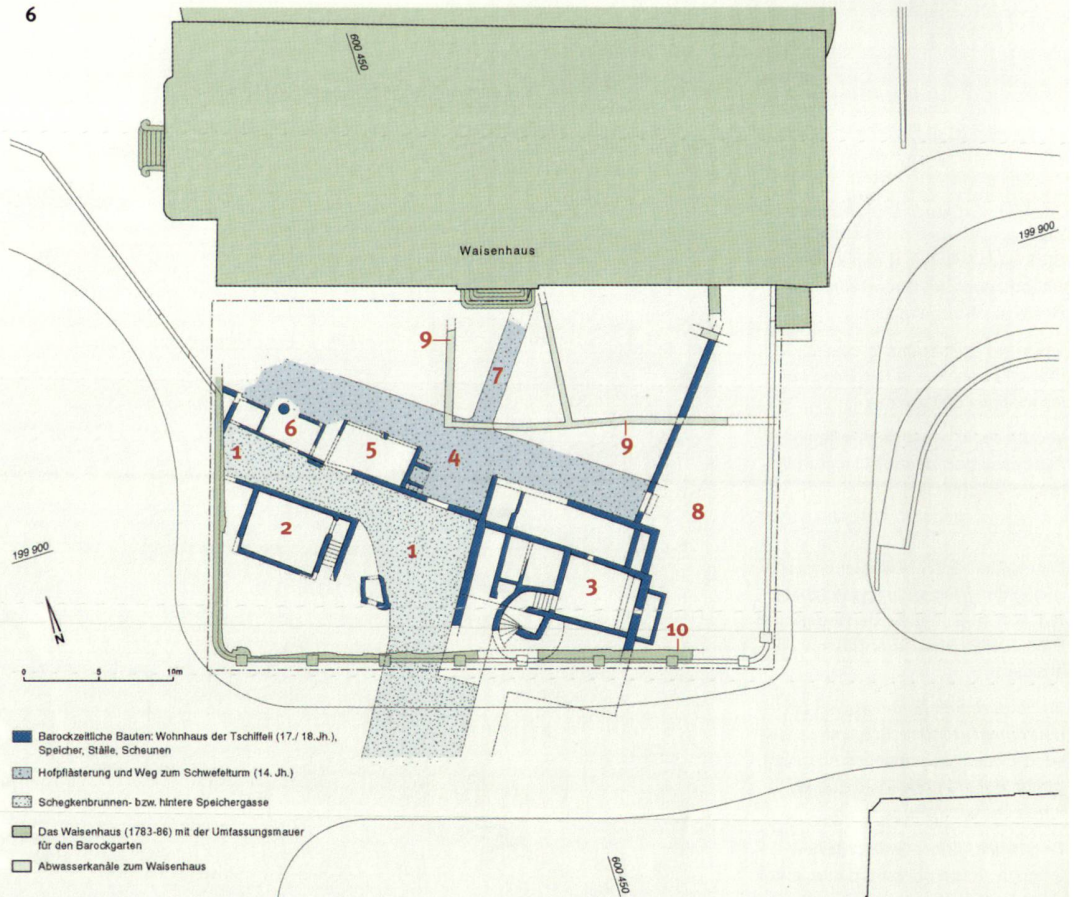 6
600 450
199 900
Waisenhaus
9
7
6
5
4
9
1
8
2
1
3
199 900
10
N
0 5 10m
Barockzeitliche Bauten: Wohnhaus der Tschiffeli (17./ 18.Jh.),
Speicher, Ställe, Scheunen
Hofpflästerung und Weg zum Schwefelturm (14. Jh.)
Schegkenbrunnen- bzw. hintere Speichergasse
Das Waisenhaus (1783-86) mit der Umfassungsmauer
für den Barockgarten
Abwasserkanäle zum Waisenhaus
600 450